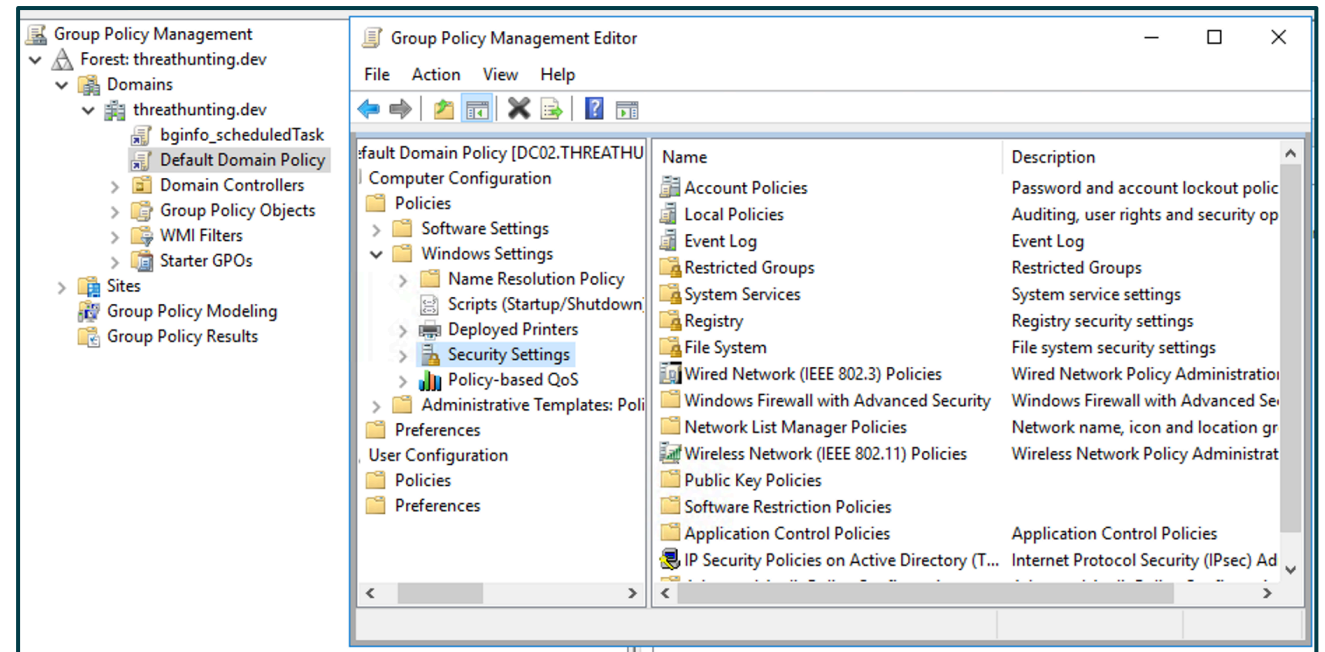 Group Policy Management
Forest: threathunting.dev
Domains
threathunting.dev
bginfo_scheduledTask
Default Domain Policy
Domain Controllers
Group Policy Objects
WMI Filters
Starter GPOs
Sites
Group Policy Modeling
Group Policy Results
Group Policy Management Editor
File Action View Help
fault Domain Policy [DC02.THREATHU
Computer Configuration
Policies
Software Settings
Windows Settings
Name Resolution Policy
Scripts (Startup/Shutdown)
Deployed Printers
Security Settings
Policy-based QoS
Administrative Templates: Poli
Preferences
User Configuration
Policies
Preferences
Name Description
Account Policies Password and account lockout polic
Local Policies Auditing, user rights and security op
Event Log Event Log
Restricted Groups Restricted Groups
System Services System service settings
Registry Registry security settings
File System File system security settings
Wired Network (IEEE 802.3) Policies Wired Network Policy Administration
Windows Firewall with Advanced Security Windows Firewall with Advanced Se
Network List Manager Policies Network name, icon and location gr
Wireless Network (IEEE 802.11) Policies Wireless Network Policy Administrat
Public Key Policies
Software Restriction Policies
Application Control Policies Application Control Policies
IP Security Policies on Active Directory (T... Internet Protocol Security (IPsec) Ad